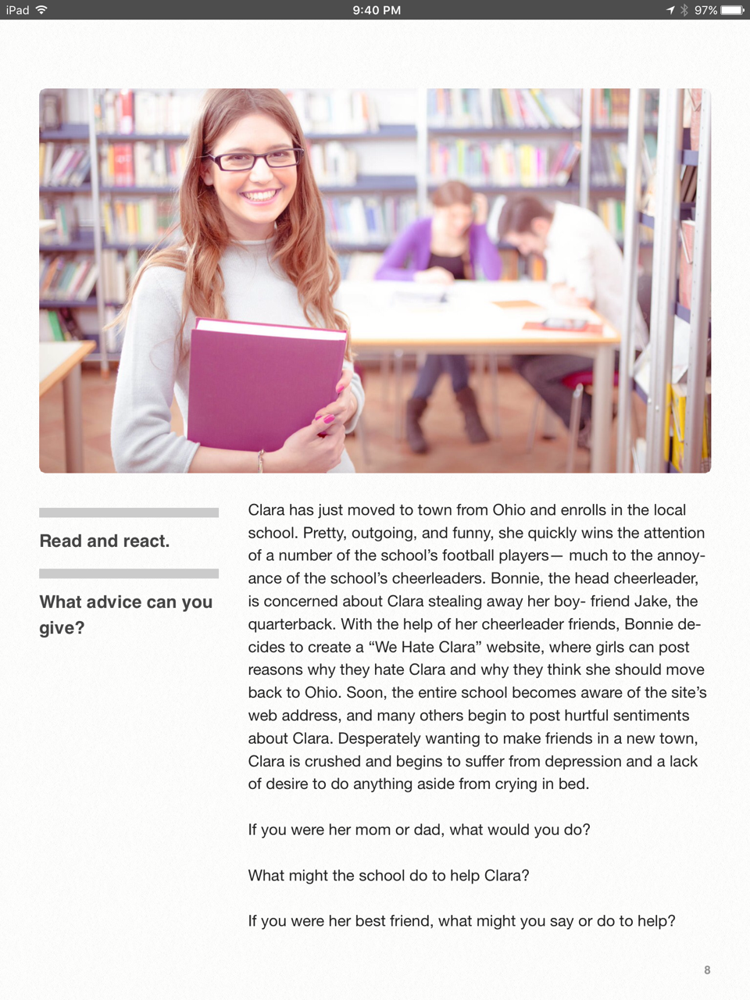 iPad
9:40 PM
97%
Read and react.
What advice can you
give?
Clara has just moved to town from Ohio and enrolls in the local
school. Pretty, outgoing, and funny, she quickly wins the attention
of a number of the school’s football players— much to the annoy-
ance of the school’s cheerleaders. Bonnie, the head cheerleader,
is concerned about Clara stealing away her boy- friend Jake, the
quarterback. With the help of her cheerleader friends, Bonnie de-
cides to create a “We Hate Clara” website, where girls can post
reasons why they hate Clara and why they think she should move
back to Ohio. Soon, the entire school becomes aware of the site’s
web address, and many others begin to post hurtful sentiments
about Clara. Desperately wanting to make friends in a new town,
Clara is crushed and begins to suffer from depression and a lack
of desire to do anything aside from crying in bed.
If you were her mom or dad, what would you do?
What might the school do to help Clara?
If you were her best friend, what might you say or do to help?
8